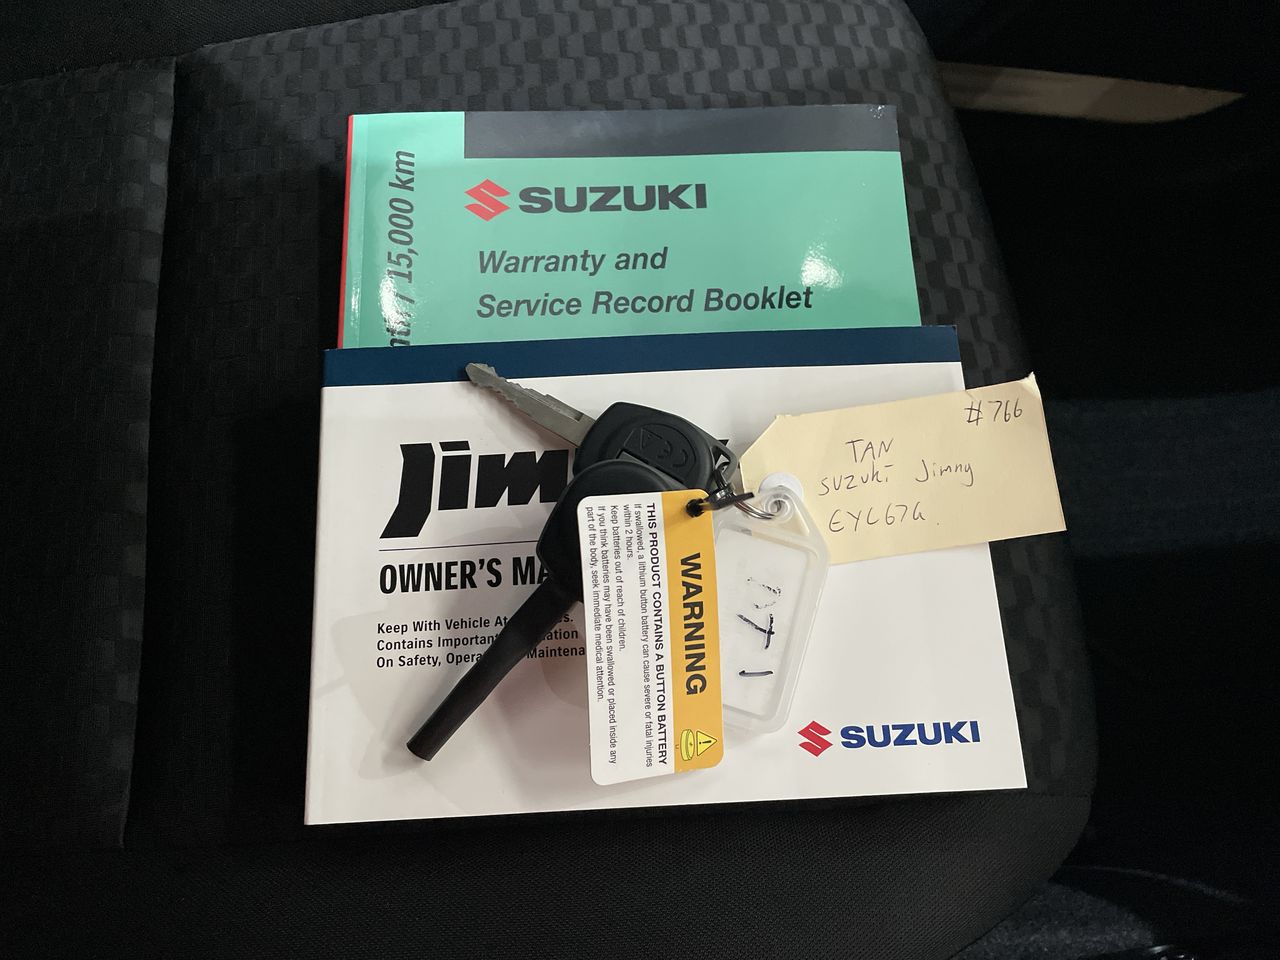 15,000 km
SUZUKI
Warranty and
Service Record Booklet
#766
TAN
SUZUKI Jimny
EYL67G.
Jim
OWNER'S MA
Keep With Vehicle At
Contains Important
On Safety, Opera Maintena
SUZUKI
WARNING
THIS PRODUCT CONTAINS A BUTTON BATTERY
If swallowed, a lithium button battery can cause severe or fatal injuries
within 2 hours.
Keep batteries out of reach of children.
If you think batteries may have been swallowed or placed inside any
part of the body, seek immediate medical attention.